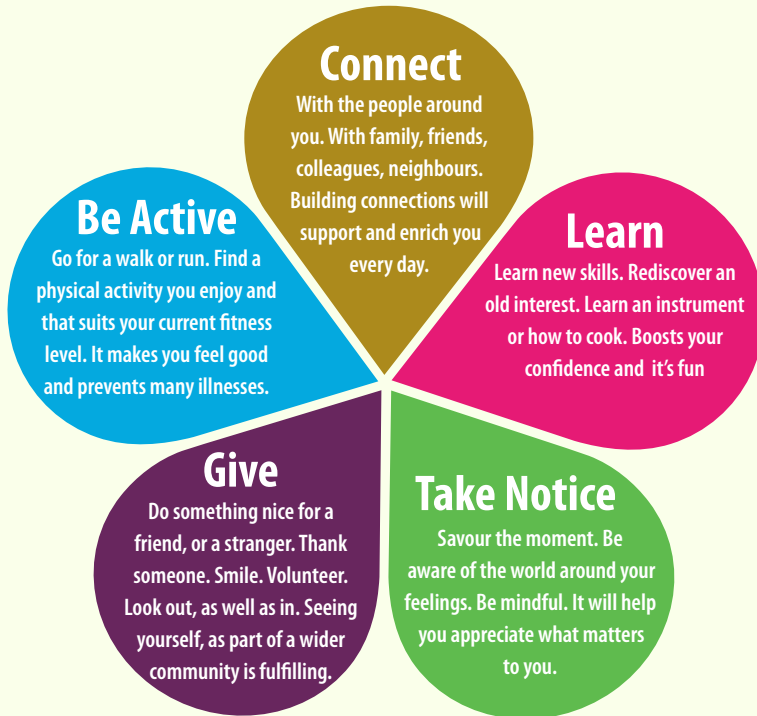 Connect
With the people around
you. With family, friends,
colleagues, neighbours.
Building connections will
support and enrich you
every day.
Learn
Learn new skills. Rediscover an
old interest. Learn an instrument
or how to cook. Boosts your
confidence and it's fun
Take Notice
Savour the moment. Be
aware of the world around your
feelings. Be mindful. It will help
you appreciate what matters
to you.
Give
Do something nice for a
friend, or a stranger. Thank
someone. Smile. Volunteer.
Look out, as well as in. Seeing
yourself, as part of a wider
community is fulfilling.
Be Active
Go for a walk or run. Find a
physical activity you enjoy and
that suits your current fitness
level. It makes you feel good
and prevents many illnesses.